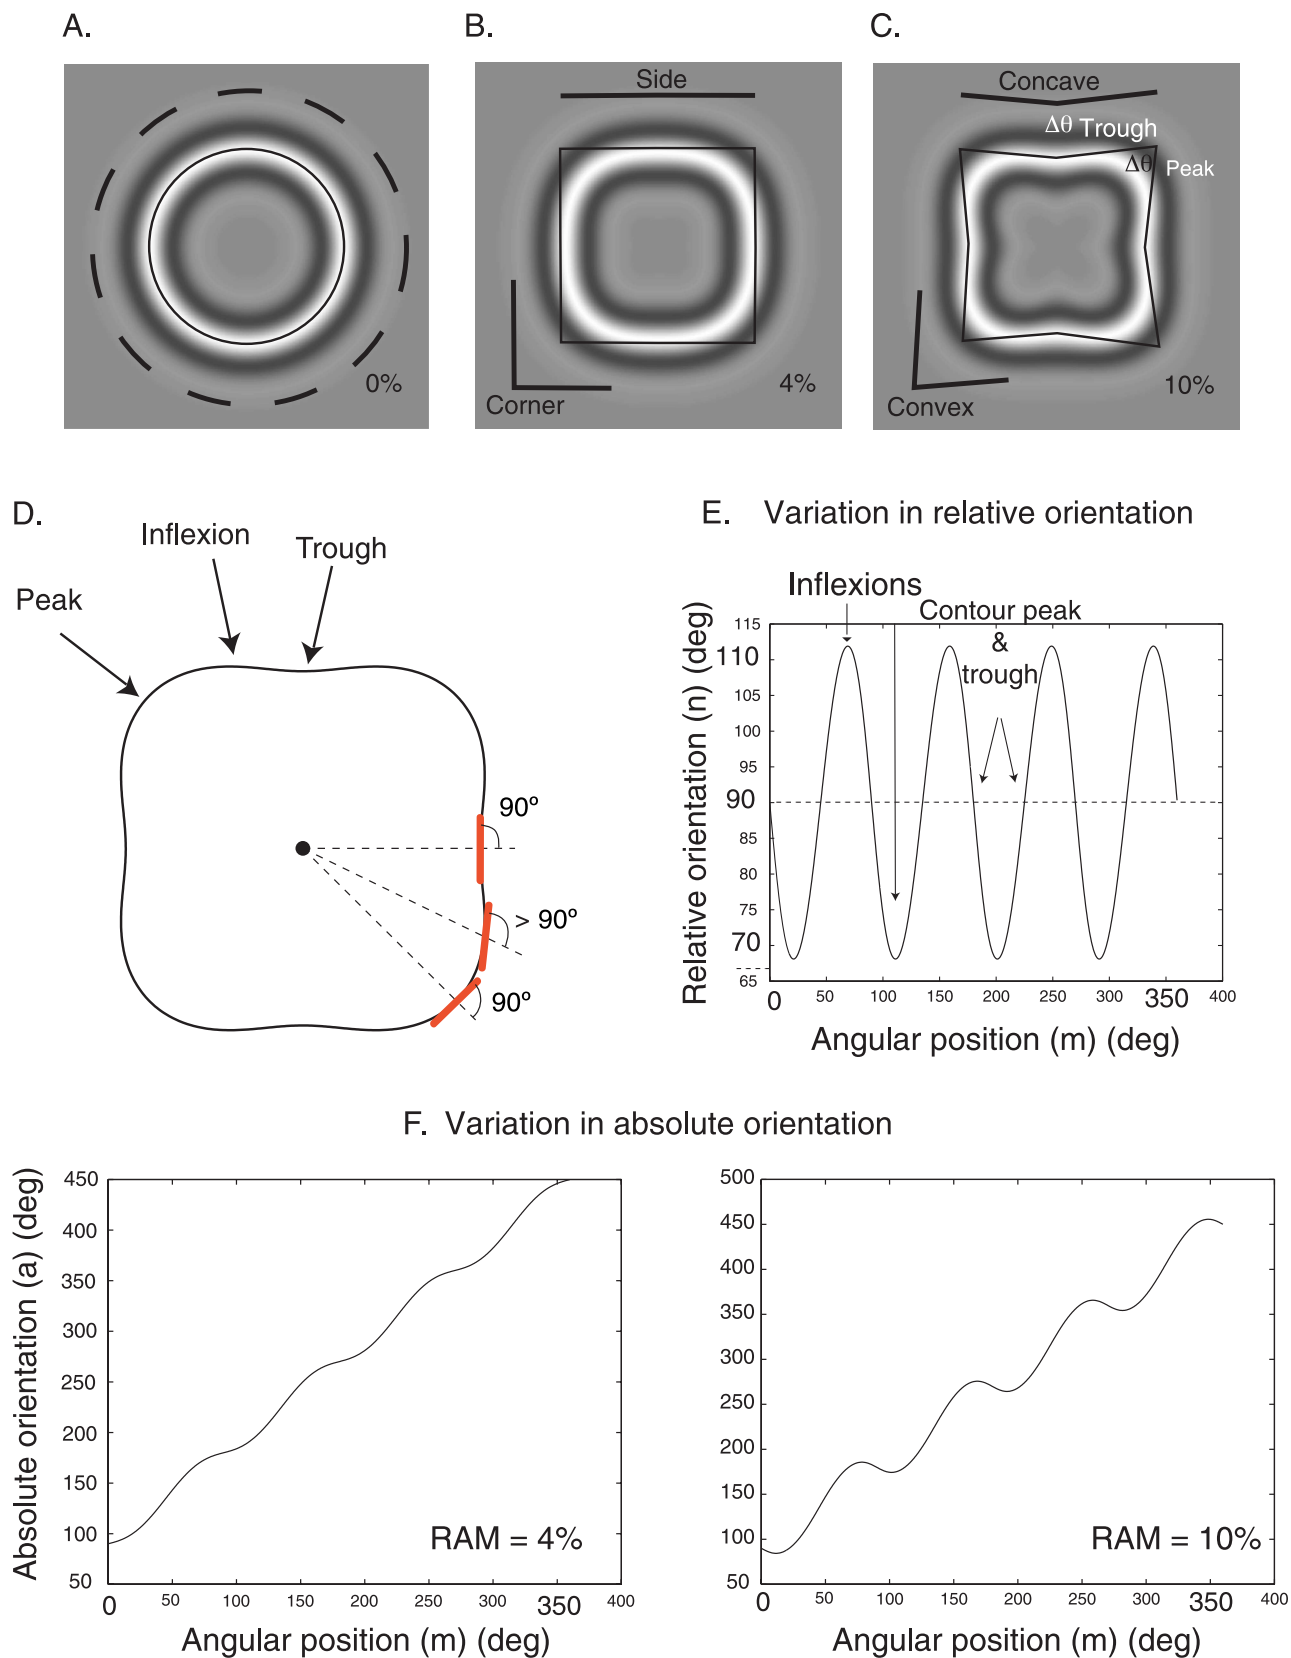 A.
B.
C.
Side
Concave
Δθ Trough
Δθ Peak
0%
Corner
4%
Convex
10%
D.
Inflexion
Trough
Peak
90º
> 90º
90º
E. Variation in relative orientation
Inflexions
Contour peak
&
trough
Relative orientation (n) (deg)
115
110
105
100
95
90
85
80
75
70
65
0 50 100 150 200 250 300 350 400
Angular position (m) (deg)
F. Variation in absolute orientation
Absolute orientation (a) (deg)
450
400
350
300
250
200
150
100
50
RAM = 4%
0 50 100 150 200 250 300 350 400
Angular position (m) (deg)
500
450
400
350
300
250
200
150
100
50
RAM = 10%
0 50 100 150 200 250 300 350 400
Angular position (m) (deg)